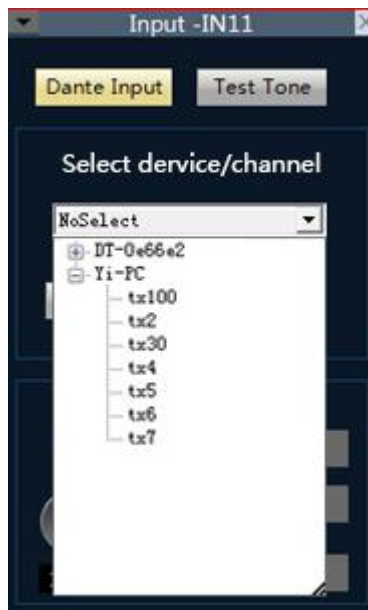 Input -IN11
Dante Input Test Tone
Select dervice/channel
NoSelect
DT-0e66e2
Yi-PC
tx100
tx2
tx30
tx4
tx5
tx6
tx7